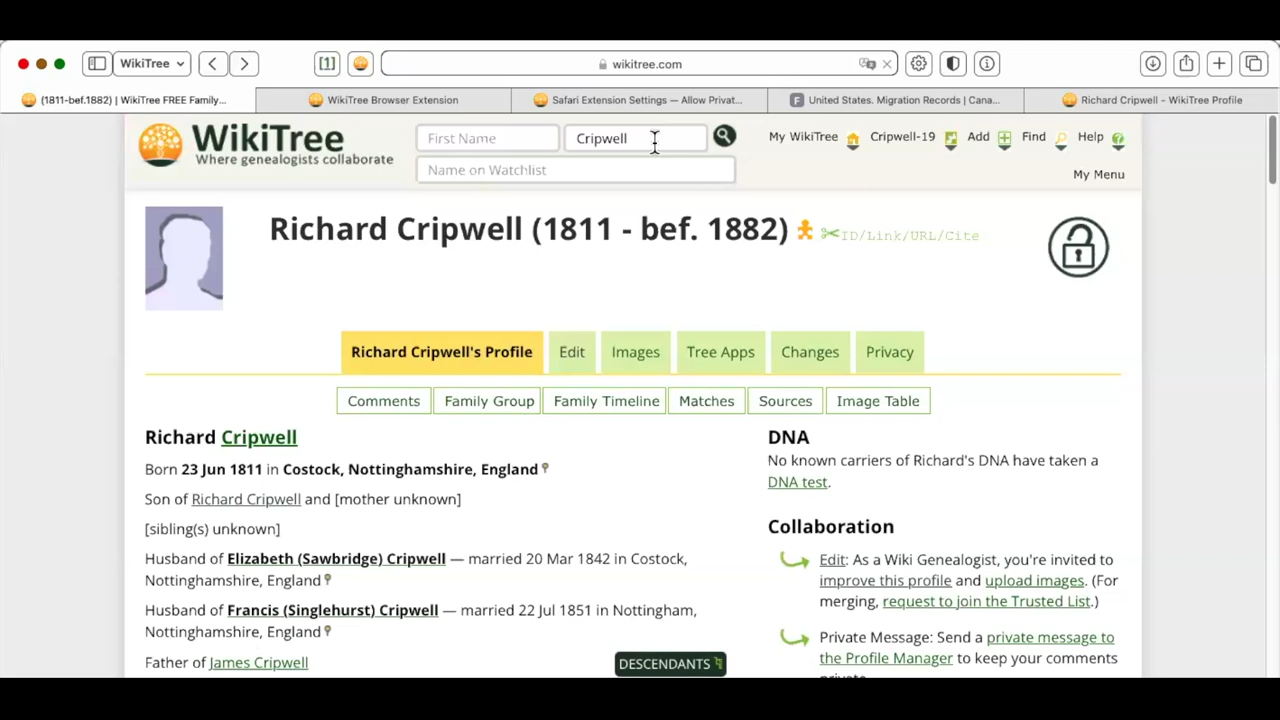 WikiTree
[1]
wikitree.com
(1811-bef.1882) | WikiTree FREE Family...
WikiTree Browser Extension
Safari Extension Settings — Allow Privat...
United States. Migration Records | (Cana...
Richard Cripwell - WikiTree Profile
WikiTree
Where genealogists collaborate
First Name
Cripwell
Name on Watchlist
My WikiTree
Cripwell-19
Add
Find
Help
My Menu
Richard Cripwell (1811 - bef. 1882)
ID/Link/URL/Cite
Richard Cripwell's Profile
Edit
Images
Tree Apps
Changes
Privacy
Comments
Family Group
Family Timeline
Matches
Sources
Image Table
Richard Cripwell
Born 23 Jun 1811 in Costock, Nottinghamshire, England
Son of Richard Cripwell and [mother unknown]
[sibling(s) unknown]
Husband of Elizabeth (Sawbridge) Cripwell — married 20 Mar 1842 in Costock,
Nottinghamshire, England
Husband of Francis (Singlehurst) Cripwell — married 22 Jul 1851 in Nottingham,
Nottinghamshire, England
Father of James Cripwell
DESCENDANTS
DNA
No known carriers of Richard's DNA have taken a
DNA test.
Collaboration
Edit: As a Wiki Genealogist, you're invited to
improve this profile and upload images. (For
merging, request to join the Trusted List.)
Private Message: Send a private message to
the Profile Manager to keep your comments